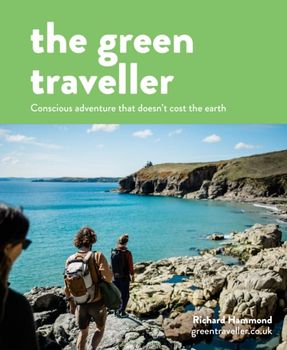 the green
traveller
Conscious adventure that doesn't cost the earth
Richard Hammond
greentraveller.co.uk